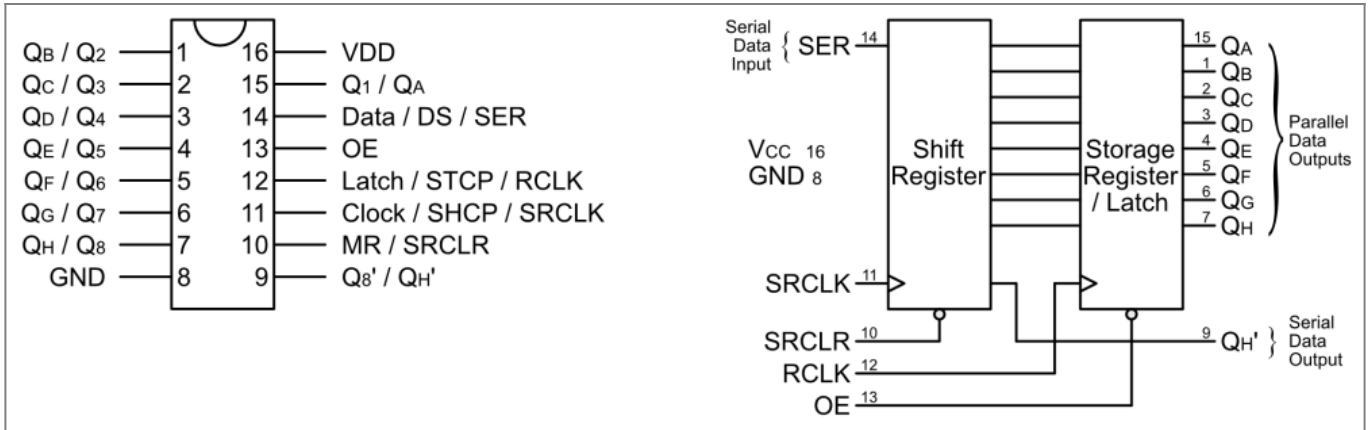 QB / Q2 1 16 VDD
QC / Q3 2 15 Q1 / QA
QD / Q4 3 14 Data / DS / SER
QE / Q5 4 13 OE
QF / Q6 5 12 Latch / STCP / RCLK
QG / Q7 6 11 Clock / SHCP / SRCLK
QH / Q8 7 10 MR / SRCLR
GND 8 9 Q8' / QH'
Serial
Data
Input
{ SER 14
VCC 16
GND 8
SRCLK 11
SRCLR 10
RCLK 12
OE 13
Shift
Register
Storage
Register
/ Latch
15 QA
1 QB
2 QC
3 QD
4 QE
5 QF
6 QG
7 QH
Parallel
Data
Outputs
9 QH' }
Serial
Data
Output